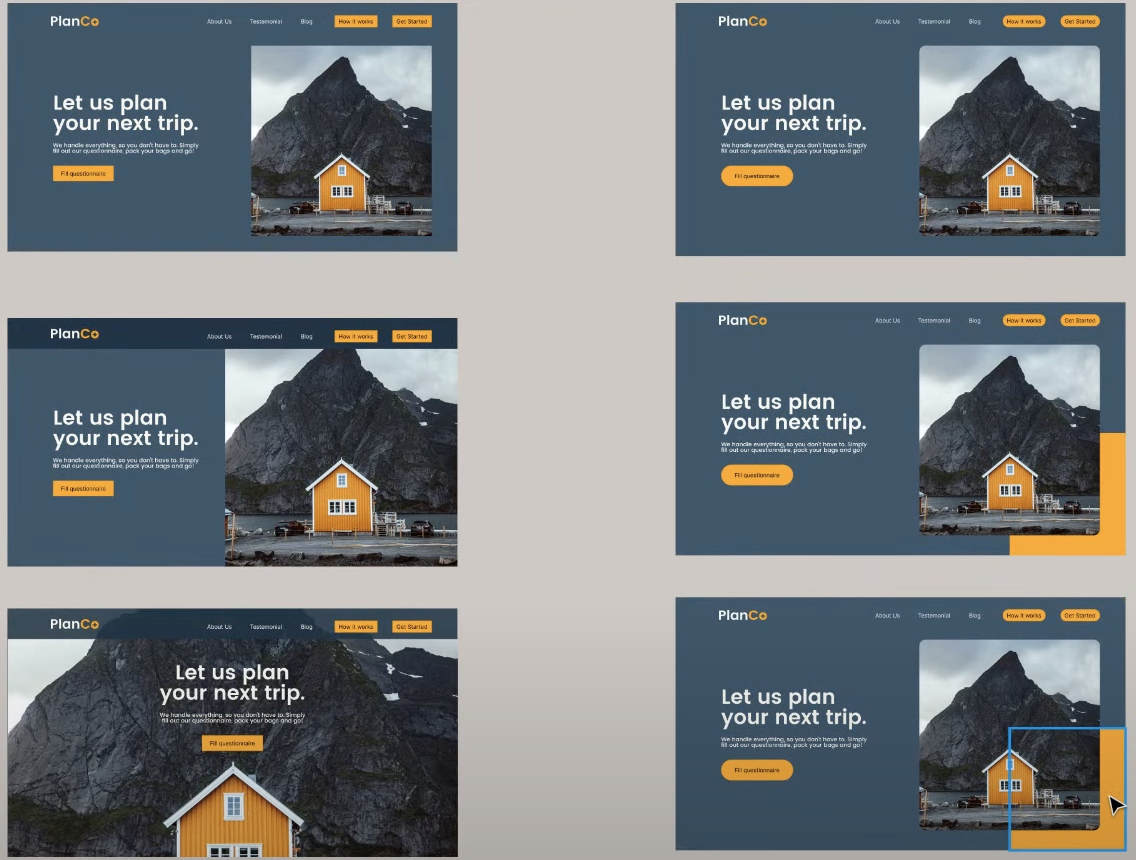 PlanCo
About Us Testemonial Blog How it works Get Started
Let us plan
your next trip.
We handle everything, so you don't have to. Simply
fill out our questionnaire, pack your bags and go!
Fill questionnaire
PlanCo
About Us Testemonial Blog How it works Get Started
Let us plan
your next trip.
We handle everything, so you don't have to. Simply
fill out our questionnaire, pack your bags and go!
Fill questionnaire
PlanCo
About Us Testemonial Blog How it works Get Started
Let us plan
your next trip.
We handle everything, so you don't have to. Simply
fill out our questionnaire, pack your bags and go!
Fill questionnaire
PlanCo
About Us Testemonial Blog How it works Get Started
Let us plan
your next trip.
We handle everything, so you don't have to. Simply
fill out our questionnaire, pack your bags and go!
Fill questionnaire
PlanCo
About Us Testemonial Blog How it works Get Started
Let us plan
your next trip.
We handle everything, so you don't have to. Simply
fill out our questionnaire, pack your bags and go!
Fill questionnaire
PlanCo
About Us Testemonial Blog How it works Get Started
Let us plan
your next trip.
We handle everything, so you don't have to. Simply
fill out our questionnaire, pack your bags and go!
Fill questionnaire